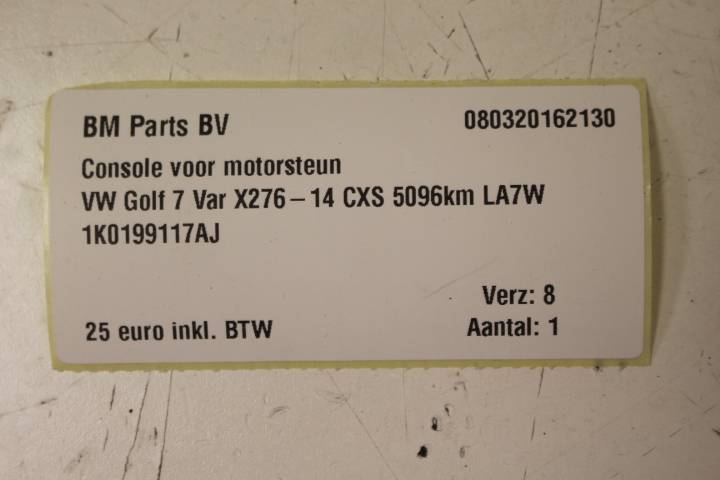 BM Parts BV 080320162130
Console voor motorsteun
VW Golf 7 Var X276 – 14 CXS 5096km LA7W
1K0199117AJ
Verz: 8
25 euro inkl. BTW Aantal: 1